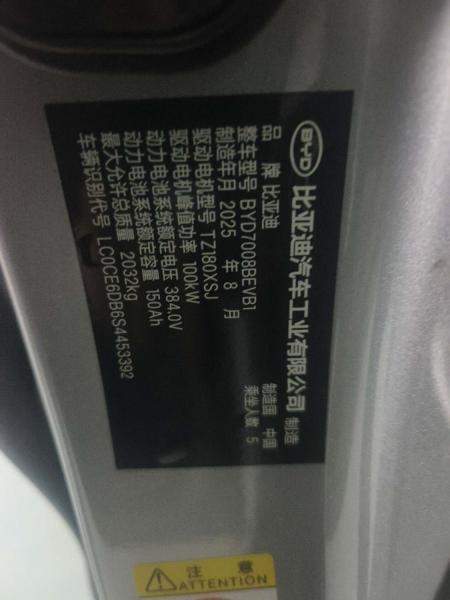 BYD 比亚迪汽车工业有限公司 制造
品 牌 比亚迪 制造国 中国
整车型号 BYD7008BEVB1 乘坐人数 5
制造年月 2025 年 8 月
驱动电机型号 TZ180XSJ
驱动电机峰值功率 100kW
动力电池系统额定电压 384.0V
动力电池系统额定容量 150Ah
最大允许总质量 2032kg
车辆识别代号 LC0CE6DB6S4453392
注 意
ATTENTION